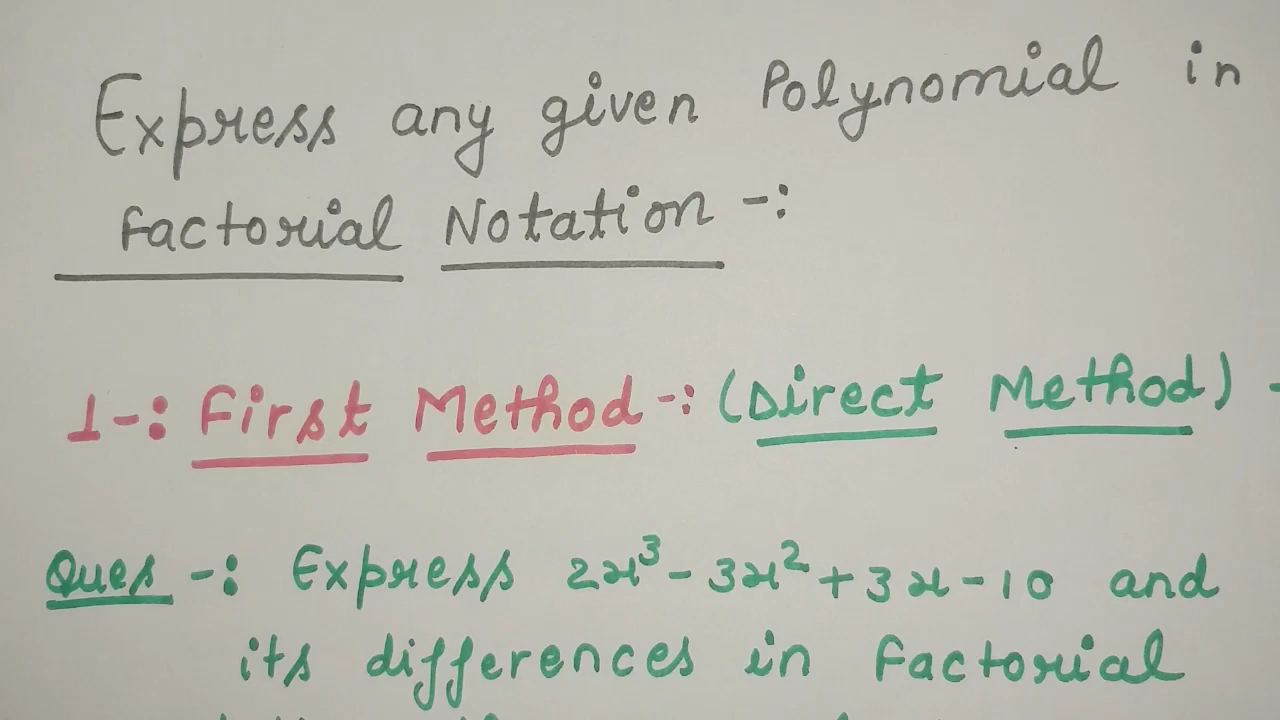 Express any given Polynomial in
Factorial Notation -:
1-: First Method -: (Direct Method) -
Ques -: Express 2x³ - 3x² + 3x - 10 and
its differences in Factorial